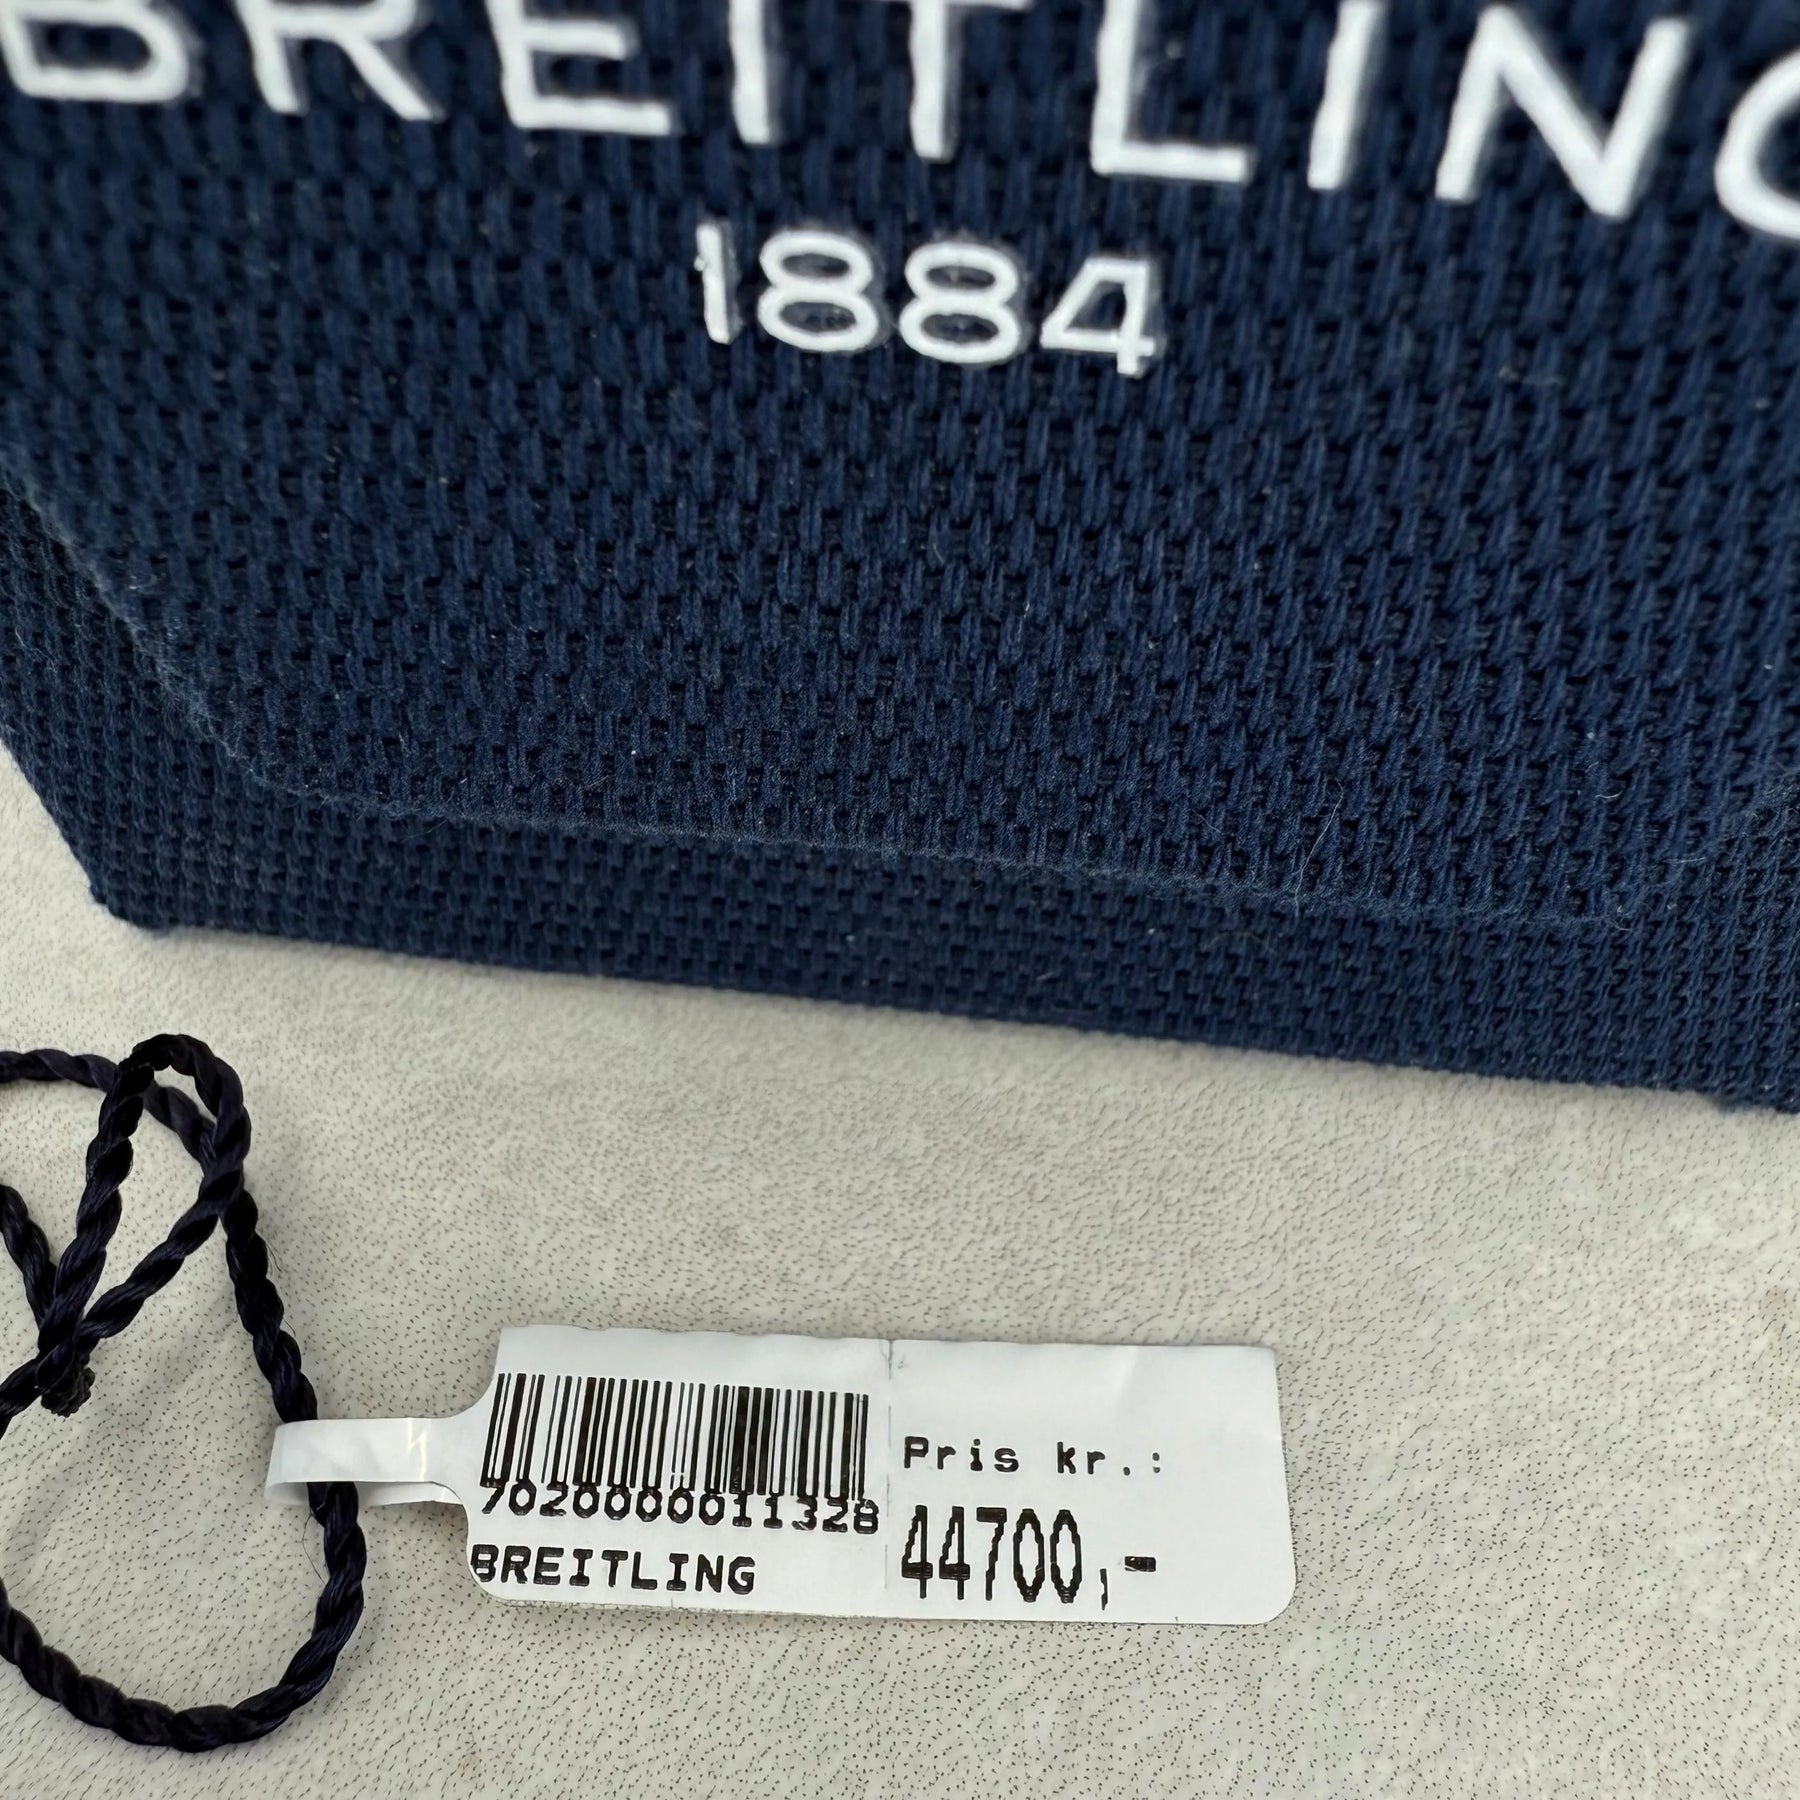 BREITLING
1884
7020000011328
BREITLING
Pris kr.:
44700,-